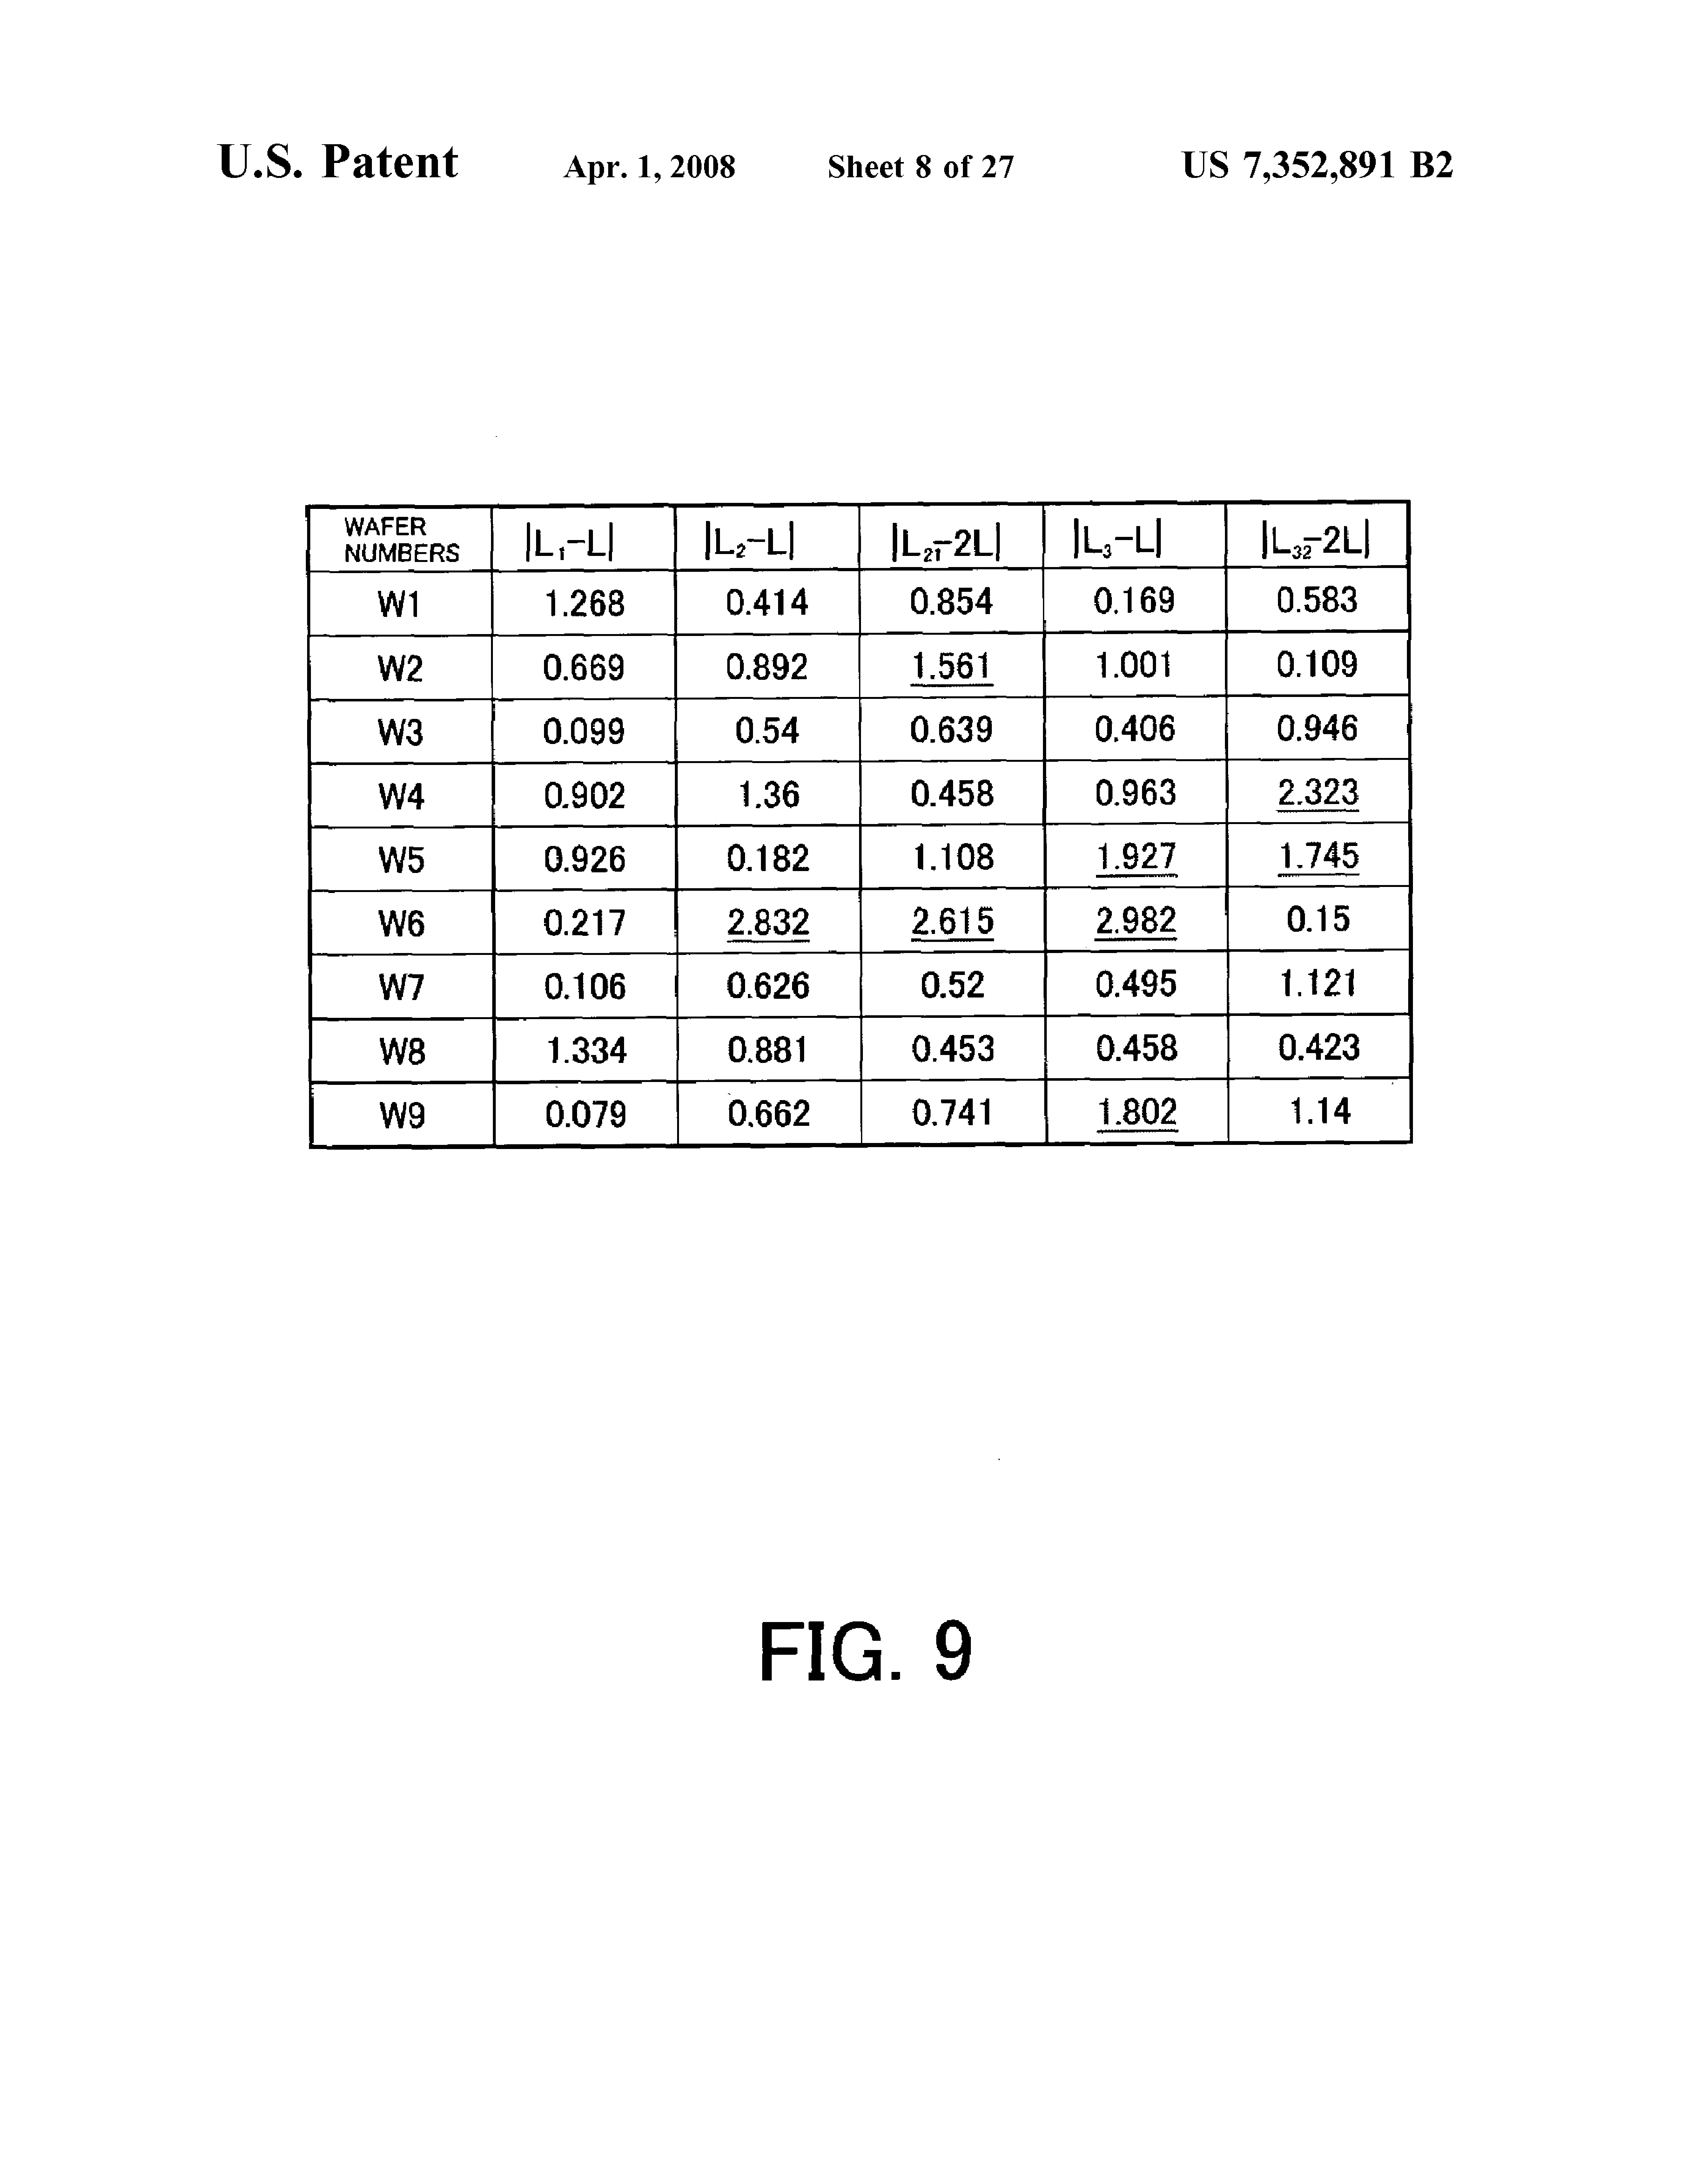 U.S. Patent Apr. 1, 2008 Sheet 8 of 27 US 7,352,891 B2
WAFER NUMBERS |L₁-L| |L₂-L| |L₂₁-2L| |L₃-L| |L₃₂-2L|
W1 1.268 0.414 0.854 0.169 0.583
W2 0.669 0.892 1.561 1.001 0.109
W3 0.099 0.54 0.639 0.406 0.946
W4 0.902 1.36 0.458 0.963 2.323
W5 0.926 0.182 1.108 1.927 1.745
W6 0.217 2.832 2.615 2.982 0.15
W7 0.106 0.626 0.52 0.495 1.121
W8 1.334 0.881 0.453 0.458 0.423
W9 0.079 0.662 0.741 1.802 1.14
FIG. 9